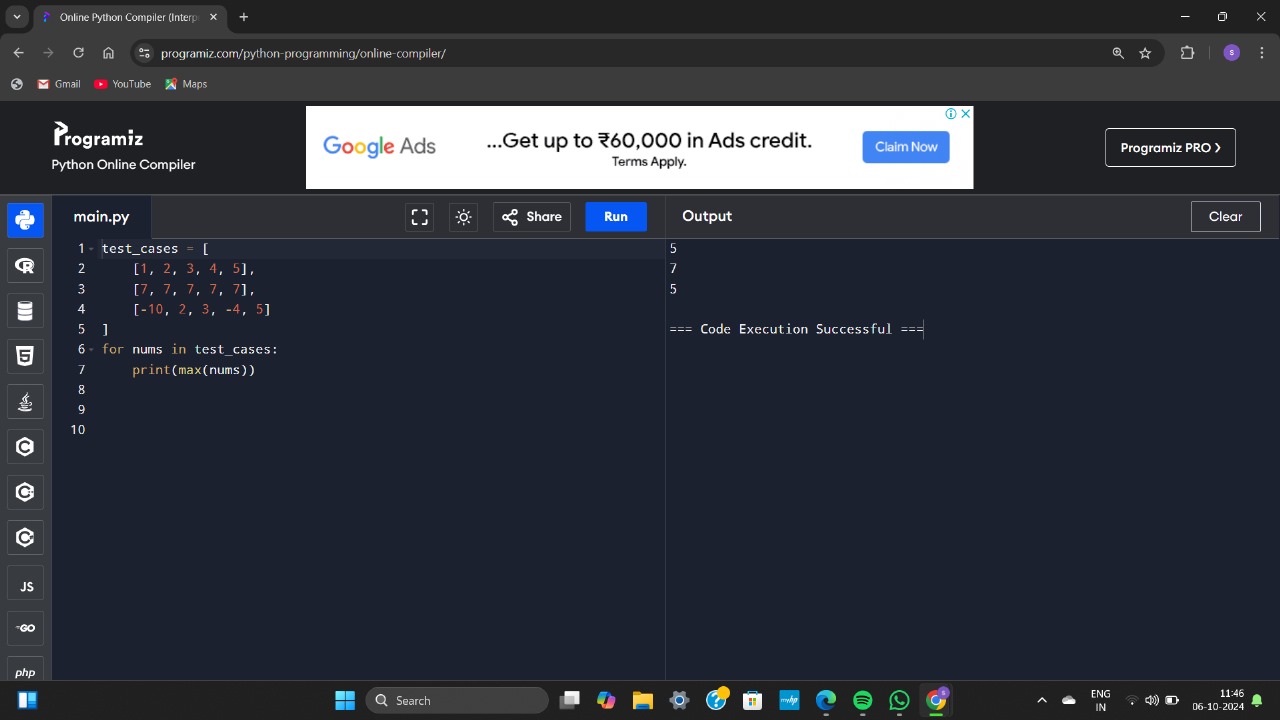 Online Python Compiler (Interp
programiz.com/python-programming/online-compiler/
S
Gmail
YouTube
Maps
Programiz
Python Online Compiler
Google Ads
...Get up to ₹60,000 in Ads credit.
Terms Apply.
Claim Now
Programiz PRO
main.py
Share
Run
Output
Clear
1 test_cases = [
2     [1, 2, 3, 4, 5],
3     [7, 7, 7, 7, 7],
4     [-10, 2, 3, -4, 5]
5 ]
6 for nums in test_cases:
7     print(max(nums))
8
9
10
5
7
5
=== Code Execution Successful ===
R
5
C
C
C
JS
GO
php
Search
myhp
ENG
IN
11:46
06-10-2024